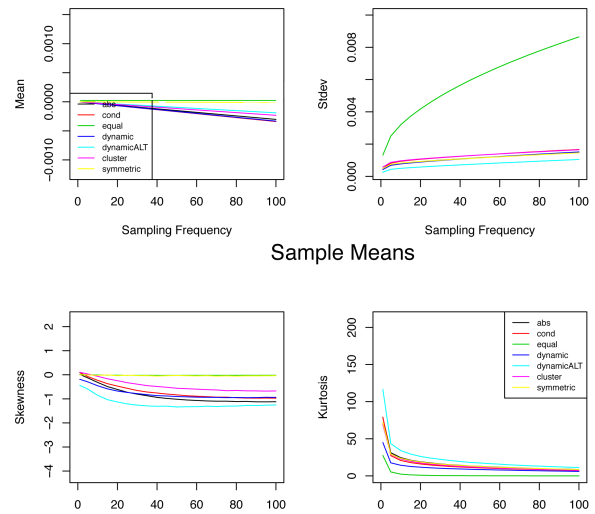 Mean
0.0010
0.0000
−0.0010
abs
cond
equal
dynamic
dynamicALT
cluster
symmetric
0 20 40 60 80 100
Sampling Frequency
Stdev
0.008
0.004
0.000
0 20 40 60 80 100
Sampling Frequency
Sample Means
Skewness
2
1
0
−1
−2
−3
−4
0 20 40 60 80 100
Kurtosis
200
150
100
50
0
abs
cond
equal
dynamic
dynamicALT
cluster
symmetric
0 20 40 60 80 100